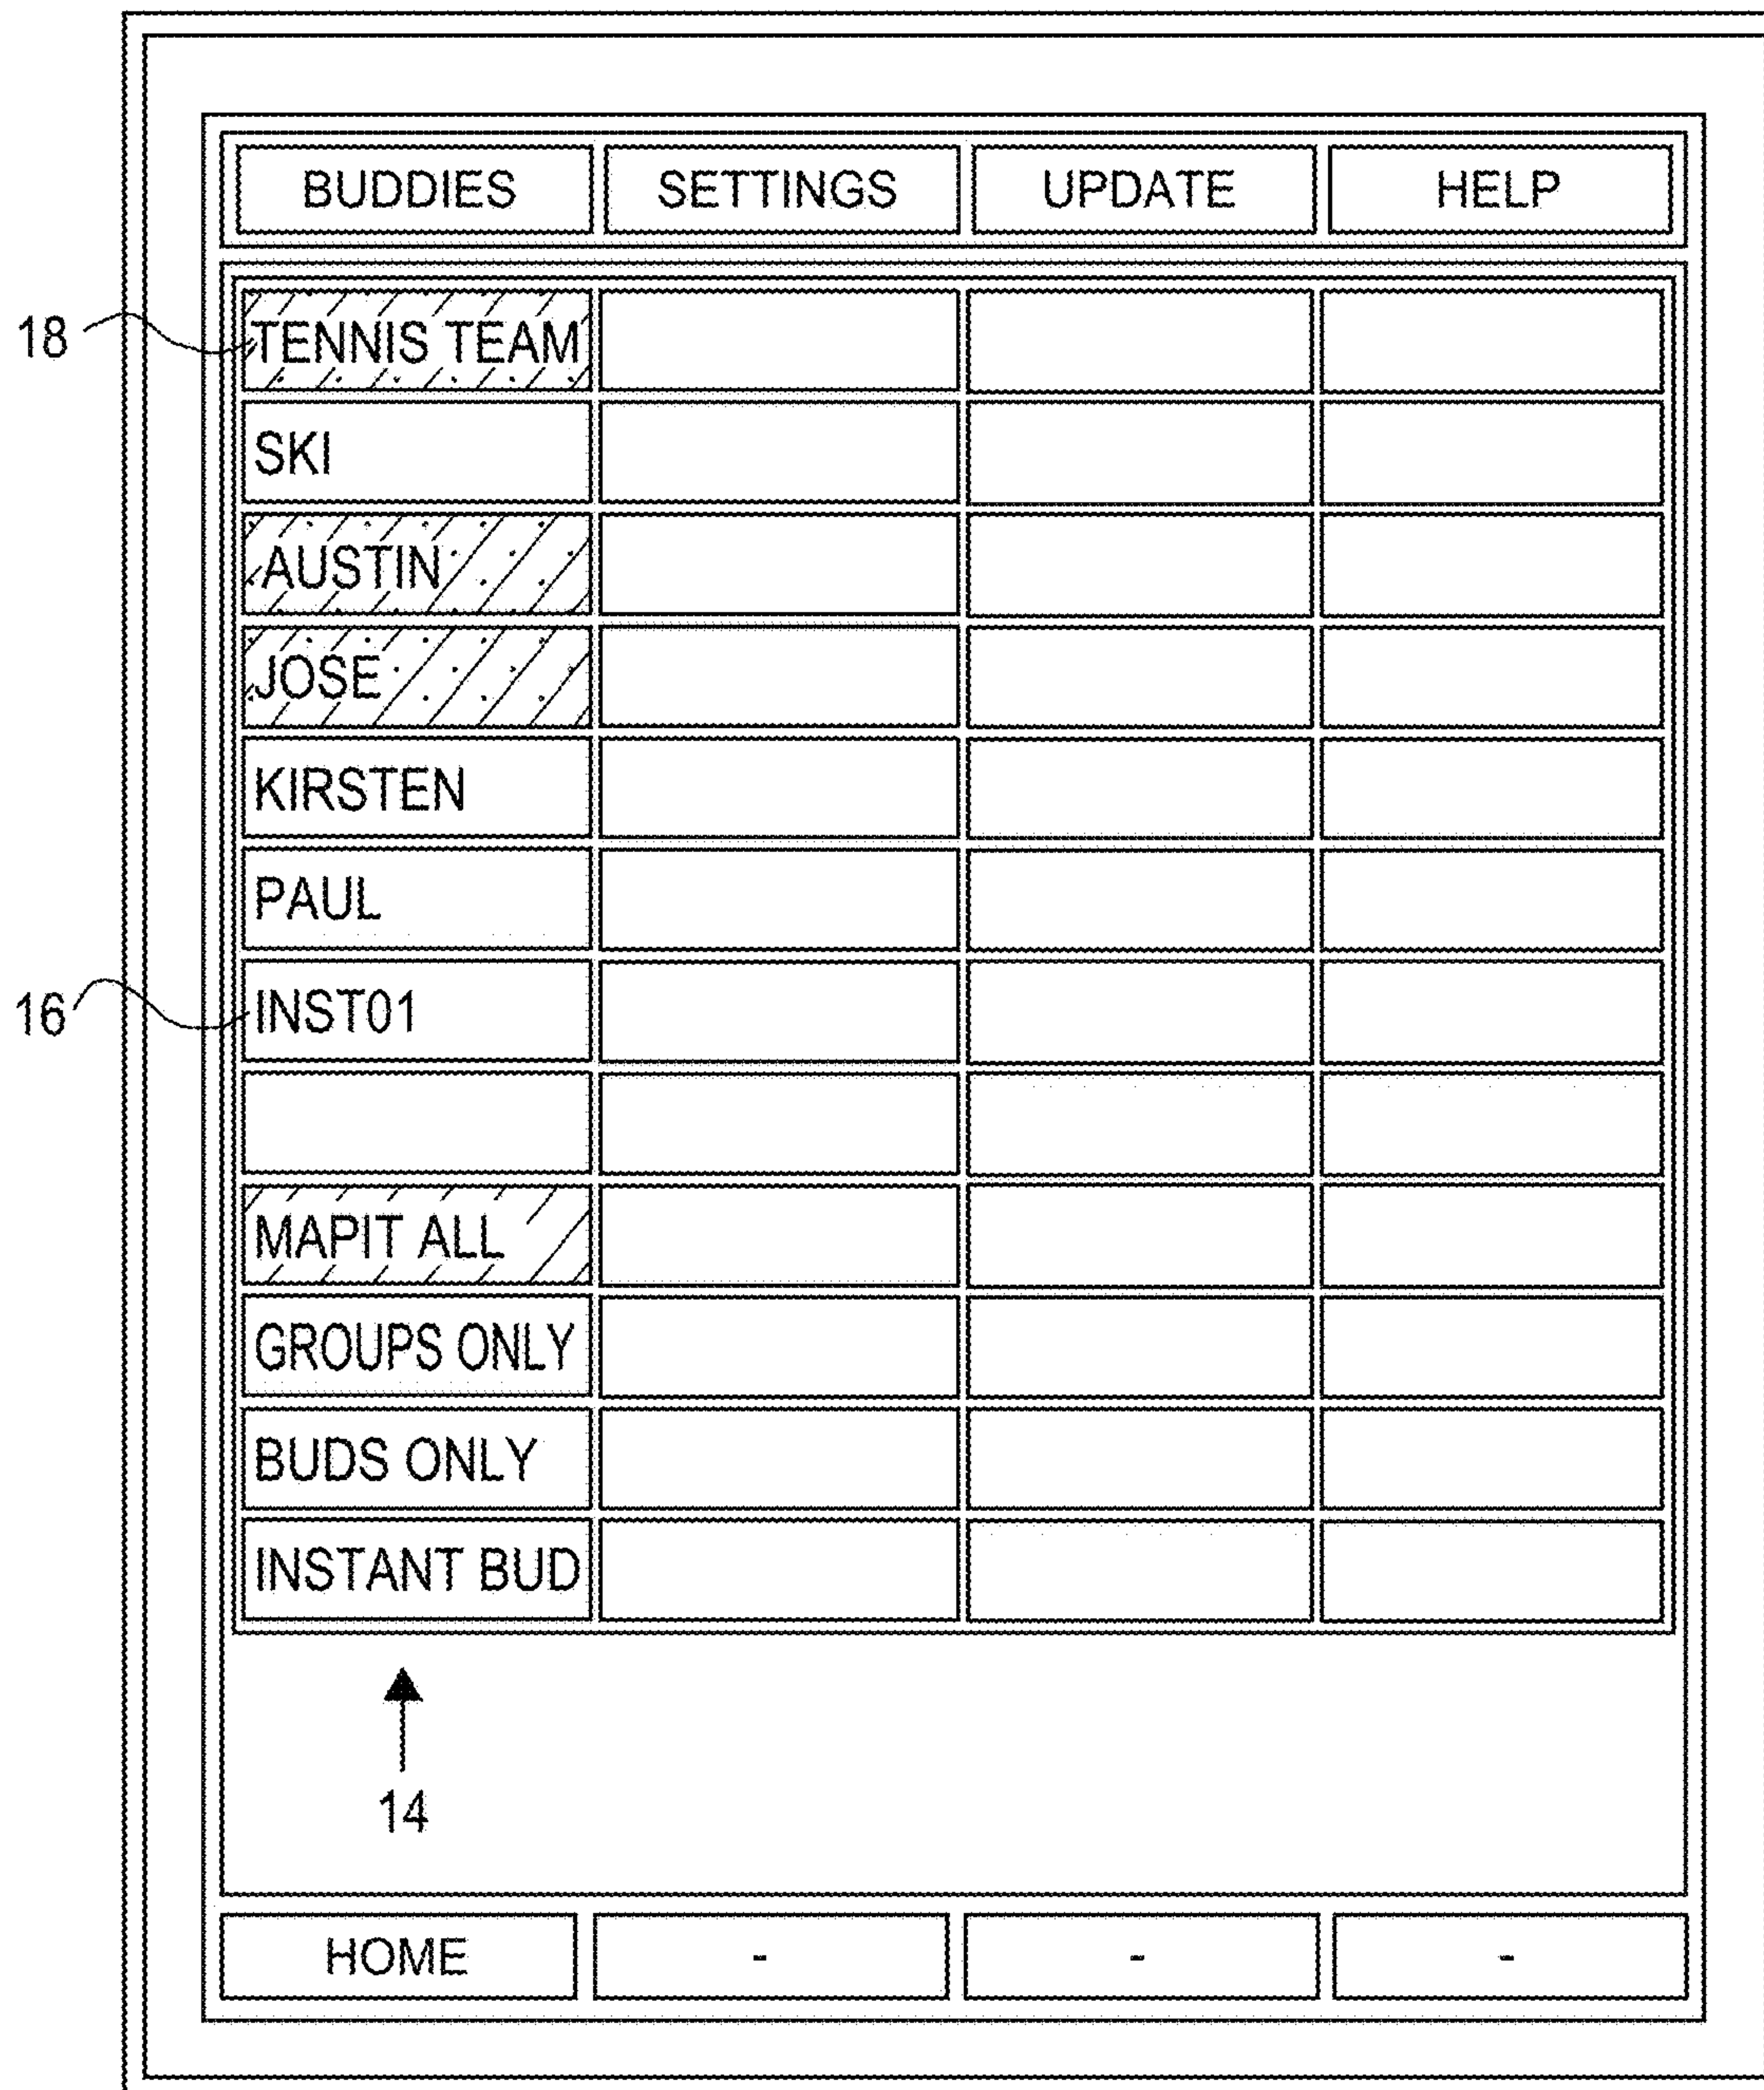 BUDDIES SETTINGS UPDATE HELP
18 TENNIS TEAM
SKI
AUSTIN
JOSE
KIRSTEN
PAUL
16 INST01
MAPIT ALL
GROUPS ONLY
BUDS ONLY
INSTANT BUD
14
HOME - - -